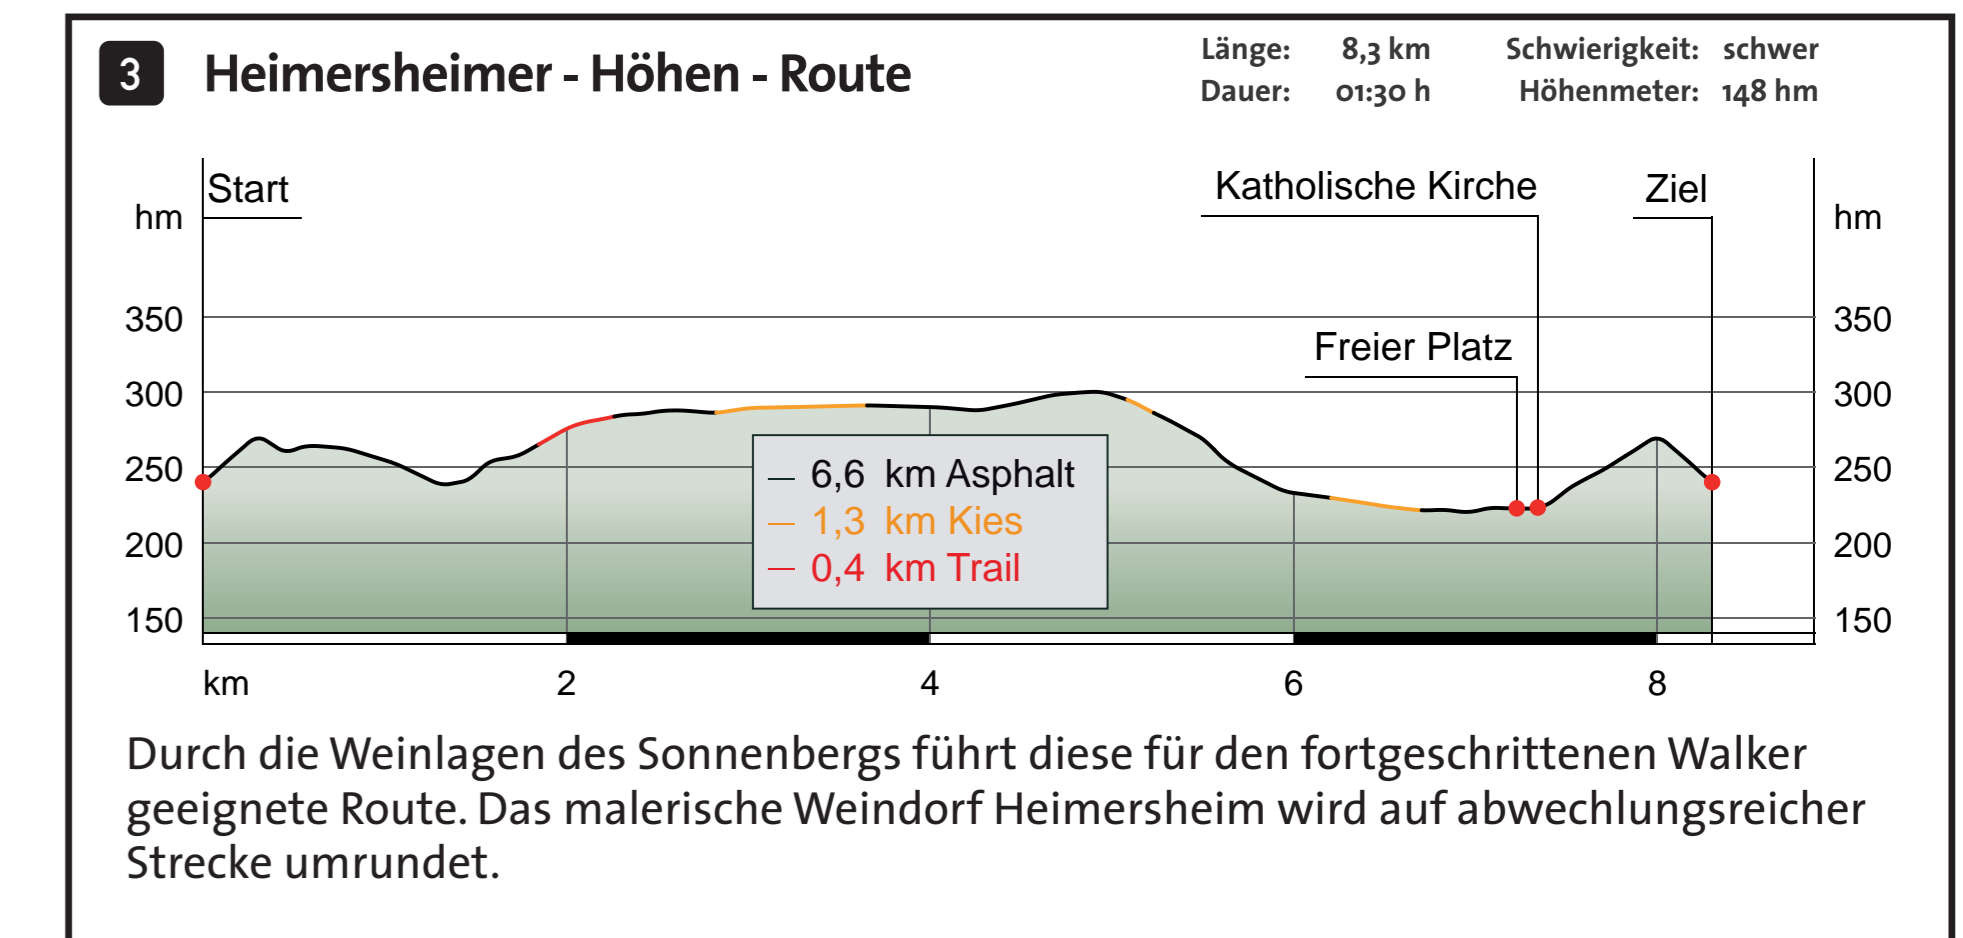 3 Heimersheimer - Höhen - Route
Länge: 8,3 km Schwierigkeit: schwer
Dauer: 01:30 h Höhenmeter: 148 hm
Start Katholische Kirche Ziel
hm hm
350 350
Freier Platz
300 300
250 250
6,6 km Asphalt
1,3 km Kies
200 200
0,4 km Trail
150 150
km 2 4 6 8
Durch die Weinlagen des Sonnenbergs führt diese für den fortgeschrittenen Walker
geeignete Route. Das malerische Weindorf Heimersheim wird auf abwechlungsreicher
Strecke umrundet.